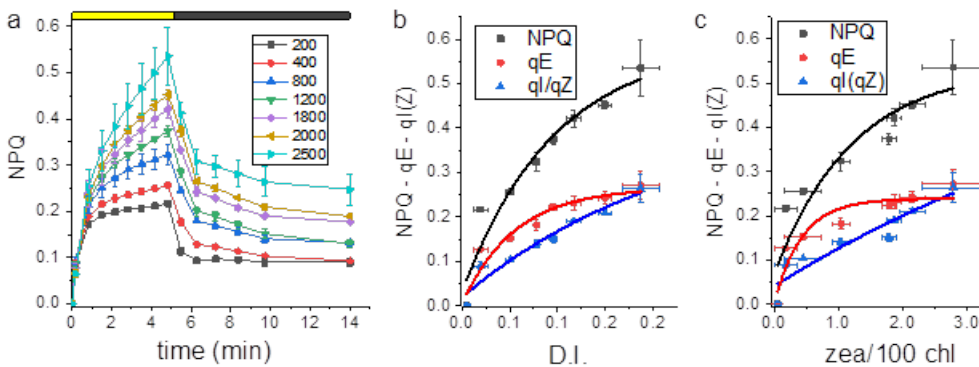 a
NPQ
0.6
0.5
0.4
0.3
0.2
0.1
0.0
200
400
800
1200
1800
2000
2500
0 2 4 6 8 10 12 14
time (min)
b
NPQ - qE - qI(Z)
0.6
0.5
0.4
0.3
0.2
0.1
0.0
NPQ
qE
qI/qZ
0.0 0.1 0.1 0.2 0.2
D.I.
c
NPQ - qE - qI(Z)
0.6
0.5
0.4
0.3
0.2
0.1
0.0
NPQ
qE
qI(qZ)
0.0 1.0 2.0 3.0
zea/100 chl